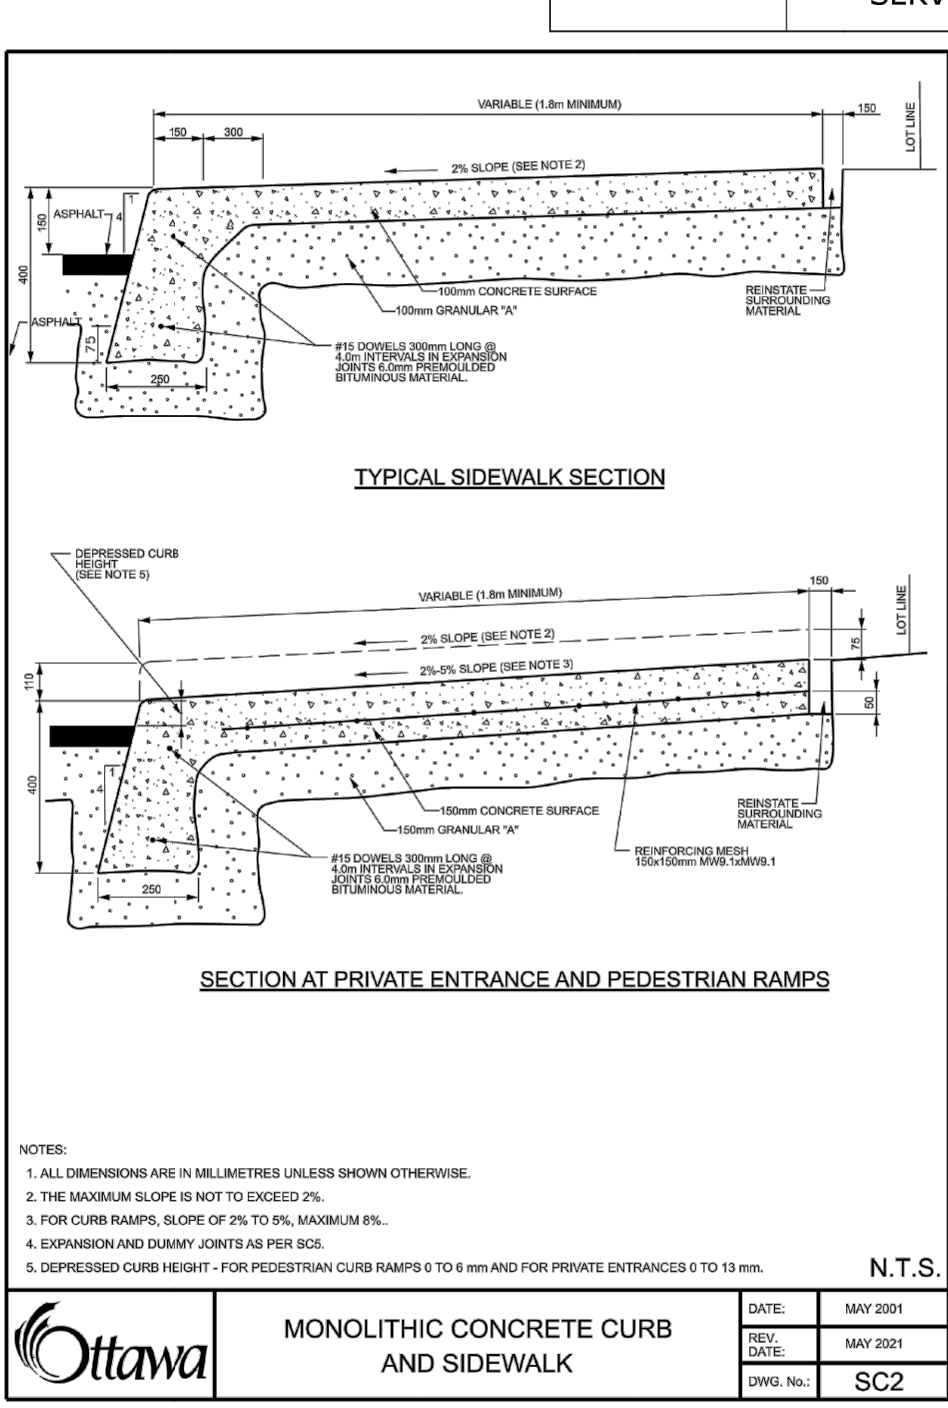 VARIABLE (1.8m MINIMUM)
150
LOT LINE
150
300
2% SLOPE (SEE NOTE 2)
1
4
ASPHALT
150
400
ASPHALT
75
250
100mm CONCRETE SURFACE
100mm GRANULAR "A"
REINSTATE
SURROUNDING
MATERIAL
#15 DOWELS 300mm LONG @
4.0m INTERVALS IN EXPANSION
JOINTS 6.0mm PREMOULDED
BITUMINOUS MATERIAL.
TYPICAL SIDEWALK SECTION
DEPRESSED CURB
HEIGHT
(SEE NOTE 5)
VARIABLE (1.8m MINIMUM)
150
LOT LINE
2% SLOPE (SEE NOTE 2)
75
2%-5% SLOPE (SEE NOTE 3)
110
50
400
1
4
250
150mm CONCRETE SURFACE
150mm GRANULAR "A"
REINSTATE
SURROUNDING
MATERIAL
#15 DOWELS 300mm LONG @
4.0m INTERVALS IN EXPANSION
JOINTS 6.0mm PREMOULDED
BITUMINOUS MATERIAL.
REINFORCING MESH
150x150mm MW9.1xMW9.1
SECTION AT PRIVATE ENTRANCE AND PEDESTRIAN RAMPS
NOTES:
1. ALL DIMENSIONS ARE IN MILLIMETRES UNLESS SHOWN OTHERWISE.
2. THE MAXIMUM SLOPE IS NOT TO EXCEED 2%.
3. FOR CURB RAMPS, SLOPE OF 2% TO 5%, MAXIMUM 8%..
4. EXPANSION AND DUMMY JOINTS AS PER SC5.
5. DEPRESSED CURB HEIGHT - FOR PEDESTRIAN CURB RAMPS 0 TO 6 mm AND FOR PRIVATE ENTRANCES 0 TO 13 mm.
N.T.S.
Ottawa
MONOLITHIC CONCRETE CURB
AND SIDEWALK
DATE:
MAY 2001
REV.
DATE:
MAY 2021
DWG. No.:
SC2